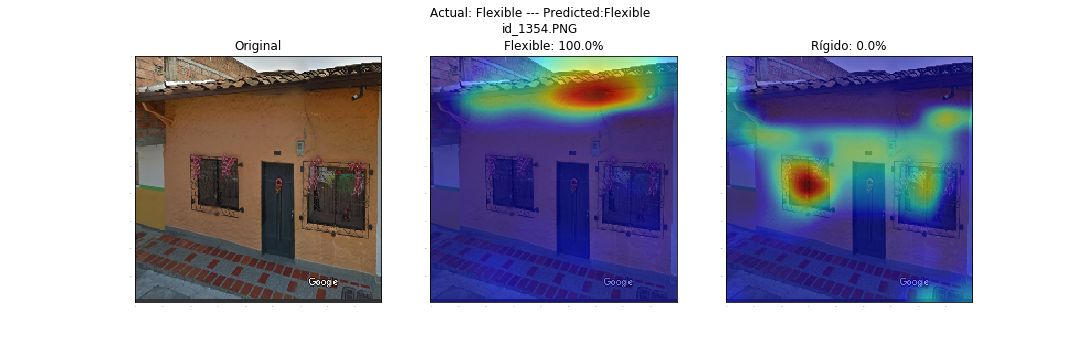 Actual: Flexible --- Predicted:Flexible
id_1354.PNG
Original
Flexible: 100.0%
Rígido: 0.0%
Google
Google
Google